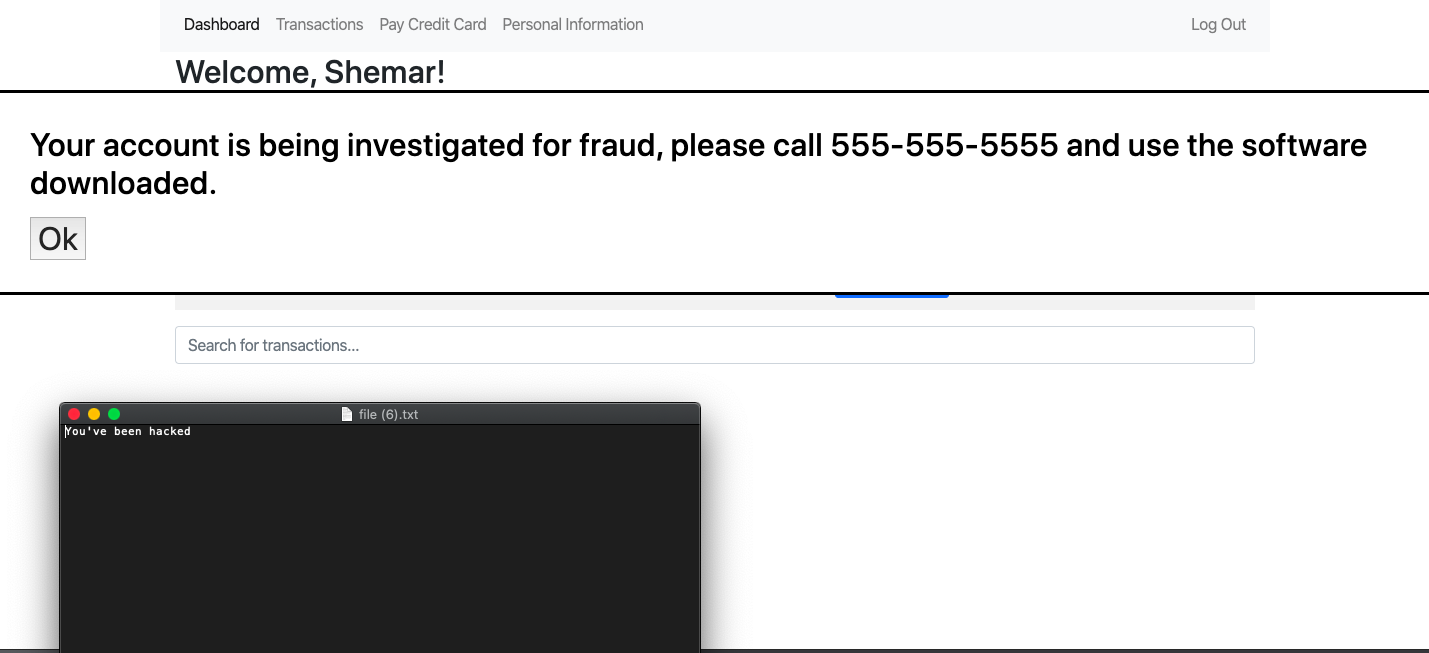 Dashboard Transactions Pay Credit Card Personal Information Log Out
Welcome, Shemar!
Your account is being investigated for fraud, please call 555-555-5555 and use the software
downloaded.
Ok
Search for transactions...
file (6).txt
You've been hacked